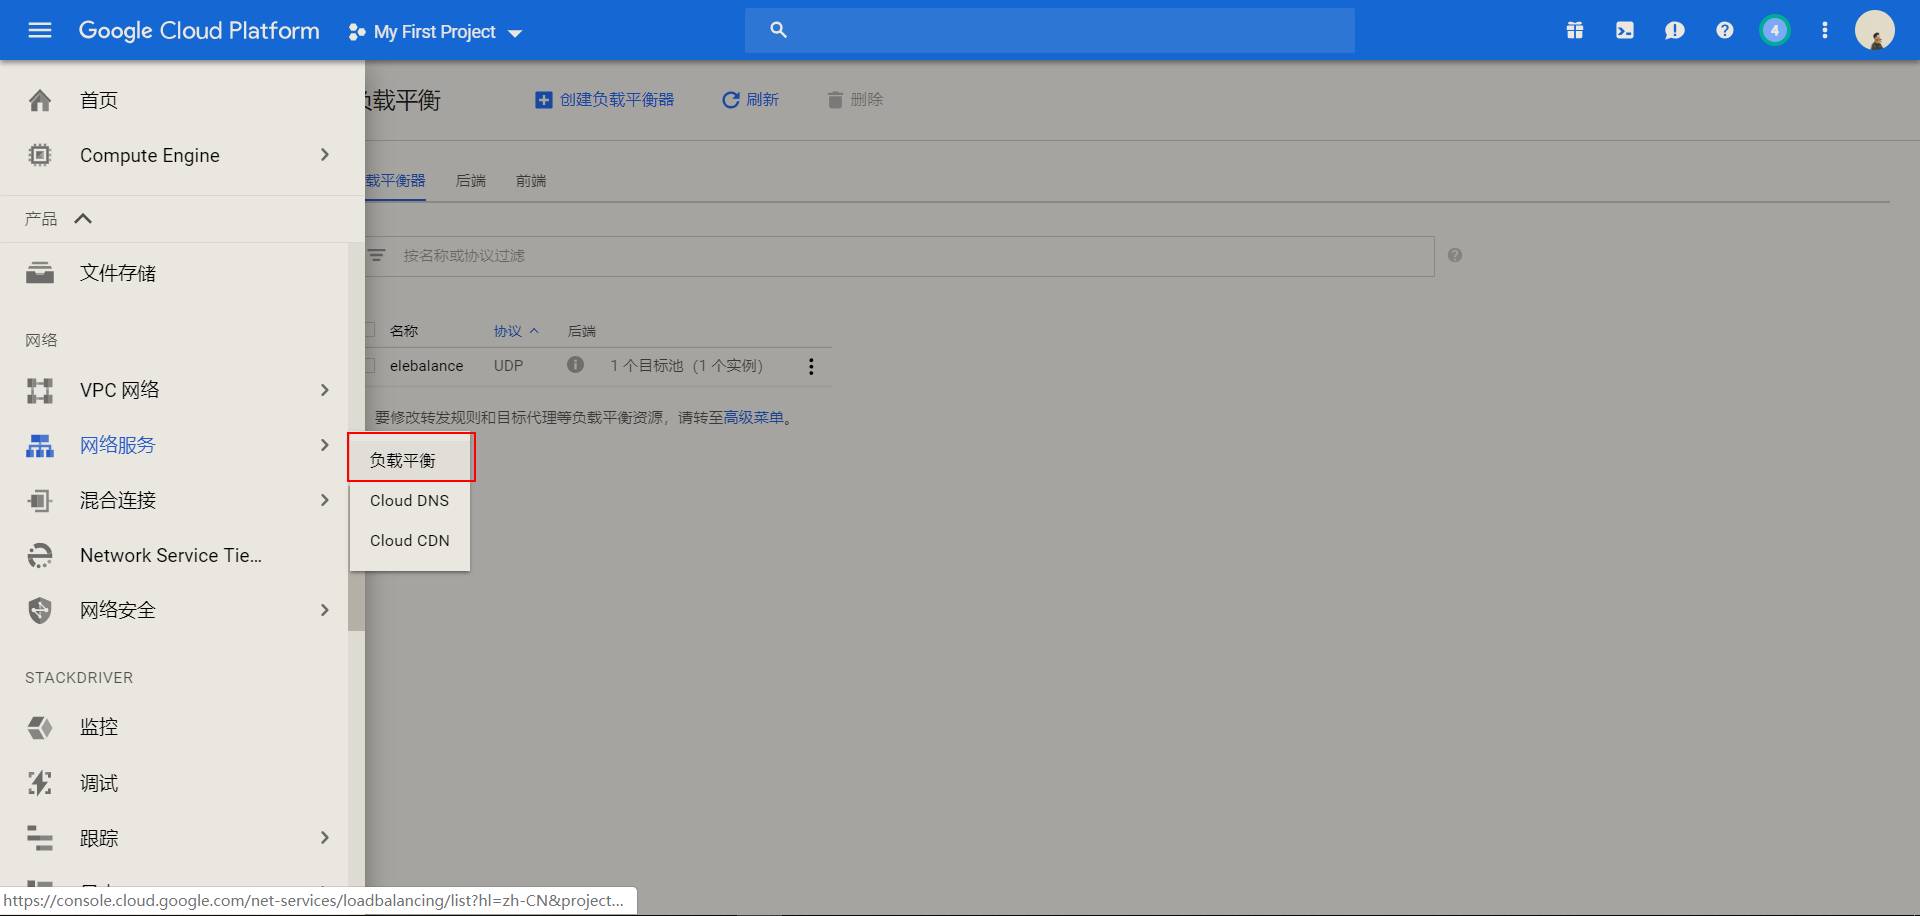 Google Cloud Platform
My First Project
4
首页
Compute Engine
产品
文件存储
网络
VPC 网络
网络服务
混合连接
Network Service Tie...
网络安全
STACKDRIVER
监控
调试
跟踪
负载平衡
Cloud DNS
Cloud CDN
负载平衡
创建负载平衡器
刷新
删除
载平衡器
后端
前端
按名称或协议过滤
名称
协议
后端
elebalance
UDP
1 个目标池 (1 个实例)
要修改转发规则和目标代理等负载平衡资源，请转至高级菜单。
https://console.cloud.google.com/net-services/loadbalancing/list?hl=zh-CN&project...